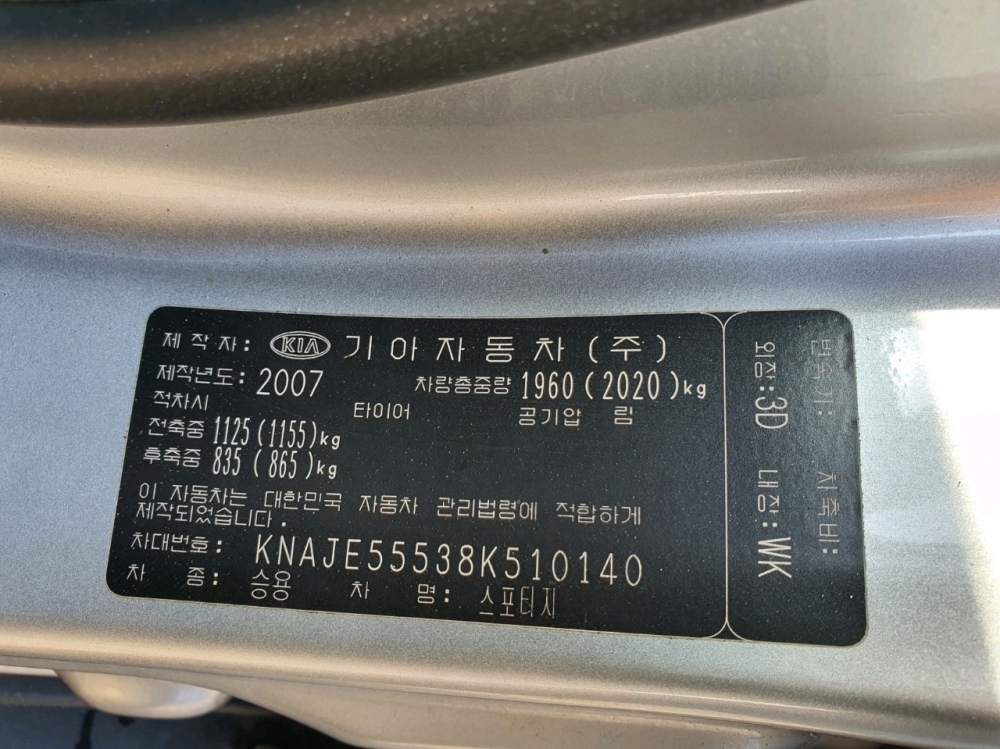 제 작 자: KIA 기아자동차(주)
제작년도: 2007 차량총중량 1960(2020)kg
적차시 타이어 공기압 림
전축중 1125(1155)kg
후축중 835(865)kg
이 자동차는 대한민국 자동차 관리법령에 적합하게
제작되었습니다.
차대번호: KNAJE55538K510140
차 종: 승용 차 명: 스포티지
변속기: 차축비:
외장:3D 내장:WK